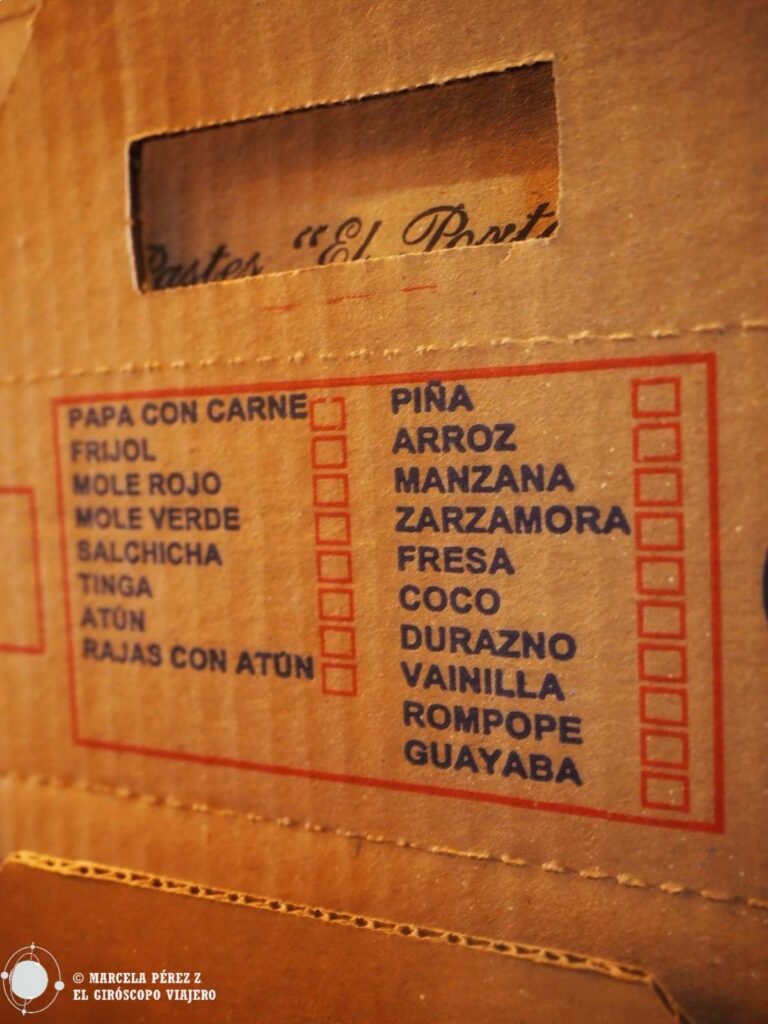 Pastes "El
PAPA CON CARNE
FRIJOL
MOLE ROJO
MOLE VERDE
SALCHICHA
TINGA
ATÚN
RAJAS CON ATÚN
PIÑA
ARROZ
MANZANA
ZARZAMORA
FRESA
COCO
DURAZNO
VAINILLA
ROMPOPE
GUAYABA
© MARCELA PÉREZ Z
EL GIRÓSCOPO VIAJERO